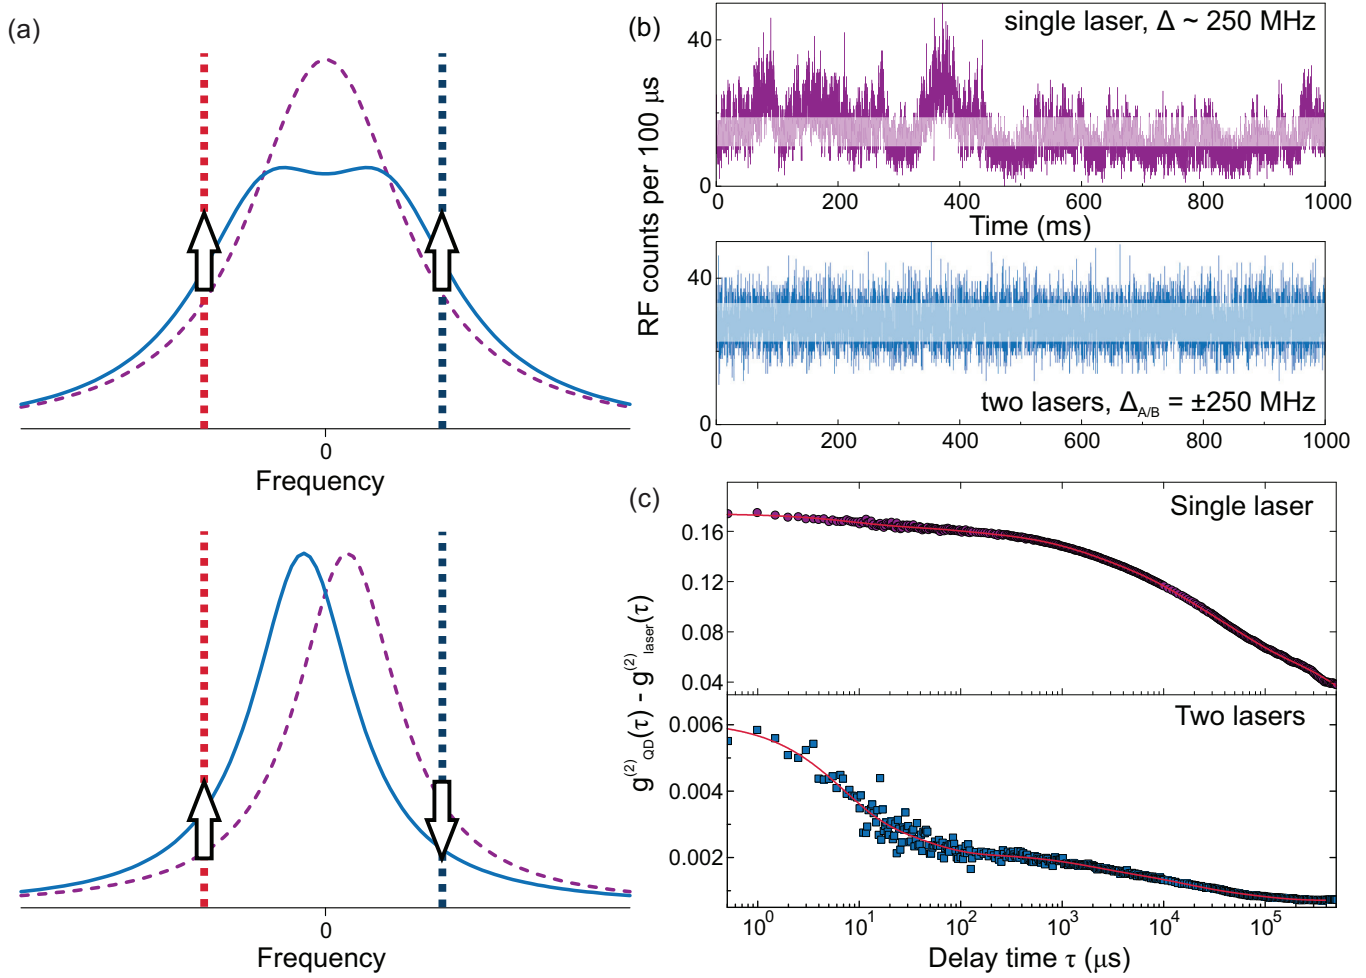 (a)
0
Frequency
0
Frequency
(b)
single laser, Δ ~ 250 MHz
40
20
0
0 200 400 600 800 1000
Time (ms)
RF counts per 100 μs
40
20
0
two lasers, ΔA/B = ±250 MHz
0 200 400 600 800 1000
(c)
Single laser
0.16
0.12
0.08
0.04
g(2)QD(τ) - g(2)laser(τ)
Two lasers
0.006
0.004
0.002
10^0 10^1 10^2 10^3 10^4 10^5
Delay time τ (μs)